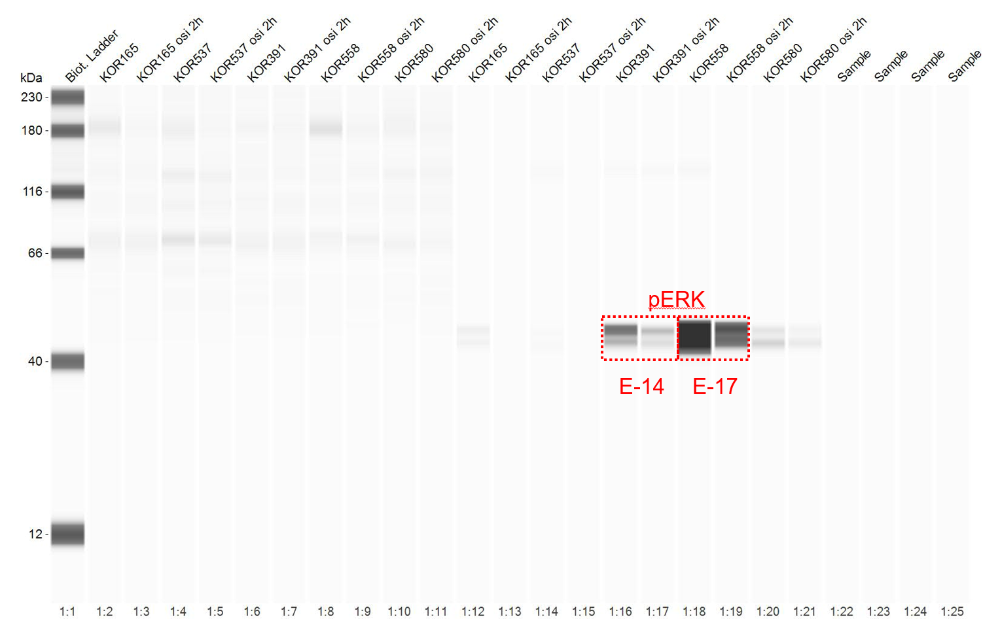 Biot. Ladder
KOR165
KOR165 osi 2h
KOR537
KOR537 osi 2h
KOR391
KOR391 osi 2h
KOR558
KOR558 osi 2h
KOR580
KOR580 osi 2h
KOR165
KOR165 osi 2h
KOR537
KOR537 osi 2h
KOR391
KOR391 osi 2h
KOR558
KOR558 osi 2h
KOR580
KOR580 osi 2h
Sample
Sample
Sample
Sample
kDa
230 -
180 -
116 -
66 -
pERK
40 -
E-14 E-17
12 -
1:1 1:2 1:3 1:4 1:5 1:6 1:7 1:8 1:9 1:10 1:11 1:12 1:13 1:14 1:15 1:16 1:17 1:18 1:19 1:20 1:21 1:22 1:23 1:24 1:25